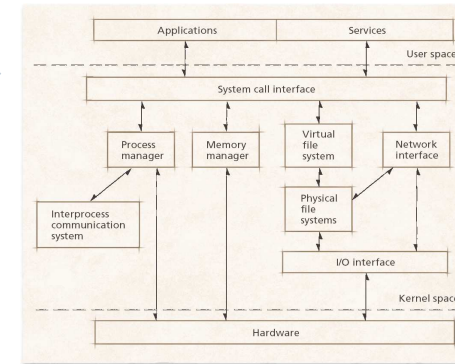 Applications
Services
User space
System call interface
Process
manager
Memory
manager
Virtual
file
system
Network
interface
Physical
file
systems
Interprocess
communication
system
I/O interface
Kernel space
Hardware